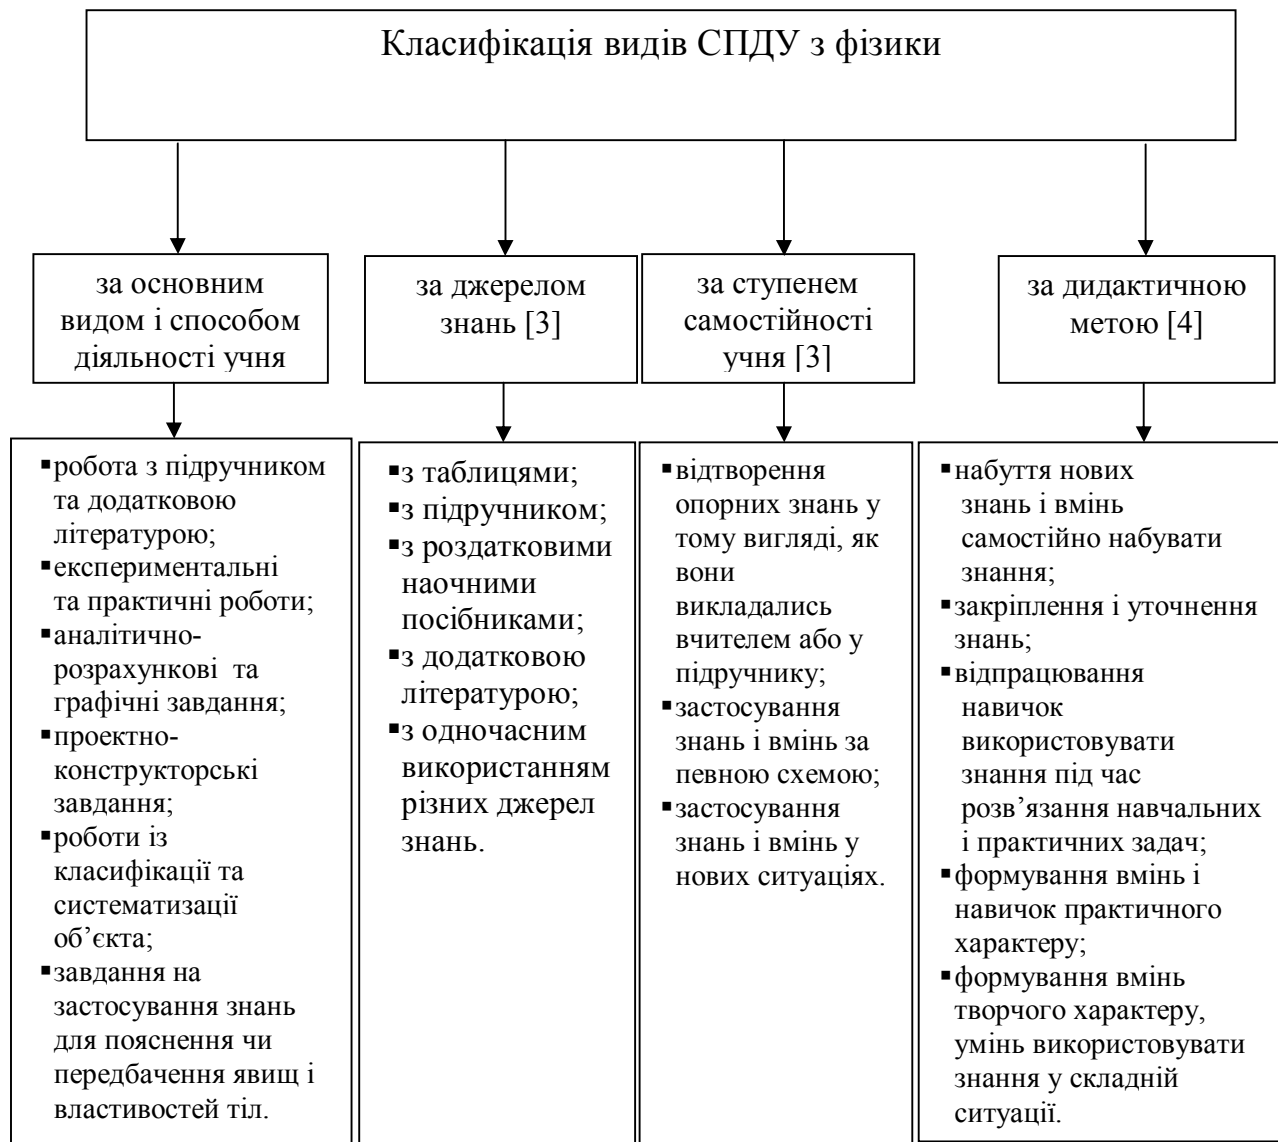 Класифікація видів СПДУ з фізики
за основним
видом і способом
діяльності учня
за джерелом
знань [3]
за ступенем
самостійності
учня [3]
за дидактичною
метою [4]
▪робота з підручником
та додатковою
літературою;
▪експериментальні
та практичні роботи;
▪аналітично-
розрахункові та
графічні завдання;
▪проектно-
конструкторські
завдання;
▪роботи із
класифікації та
систематизації
об’єкта;
▪завдання на
застосування знань
для пояснення чи
передбачення явищ і
властивостей тіл.
▪з таблицями;
▪з підручником;
▪з роздатковими
наочними
посібниками;
▪з додатковою
літературою;
▪з одночасним
використанням
різних джерел
знань.
▪відтворення
опорних знань у
тому вигляді, як
вони
викладались
вчителем або у
підручнику;
▪застосування
знань і вмінь за
певною схемою;
▪застосування
знань і вмінь у
нових ситуаціях.
▪набуття нових
знань і вмінь
самостійно набувати
знання;
▪закріплення і уточнення
знань;
▪відпрацювання
навичок
використовувати
знання під час
розв’язання навчальних
і практичних задач;
▪формування вмінь і
навичок практичного
характеру;
▪формування вмінь
творчого характеру,
умінь використовувати
знання у складній
ситуації.